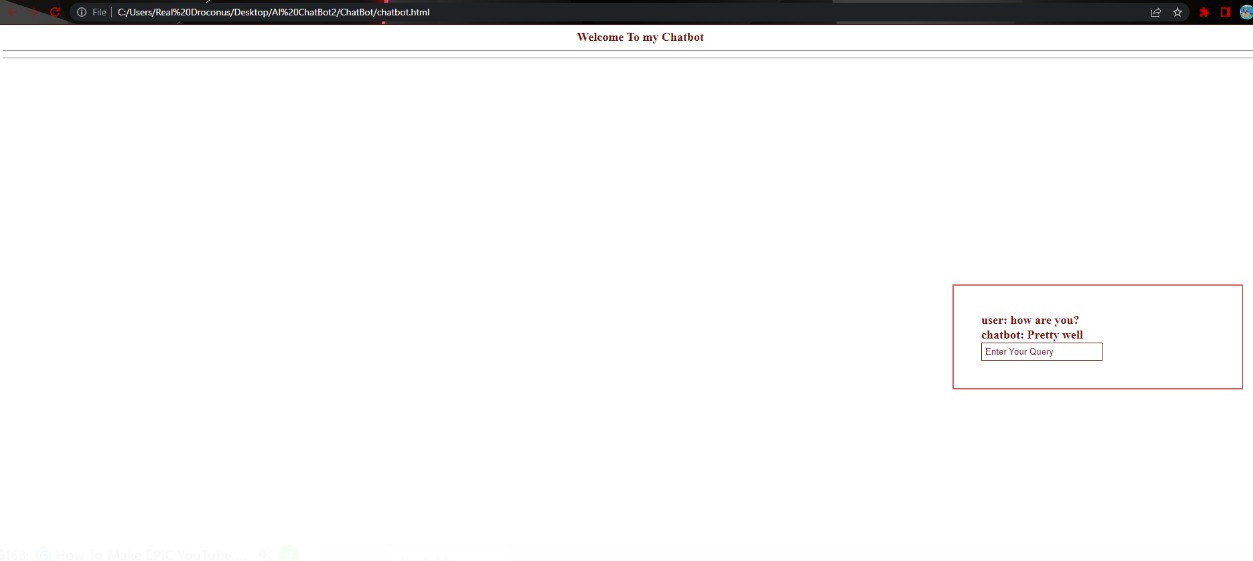 File C:/Users/Real%20Droconus/Desktop/AI%20ChatBot2/ChatBot/chatbot.html
Welcome To my Chatbot
user: how are you?
chatbot: Pretty well
Enter Your Query
How To Make EPIC YouTube